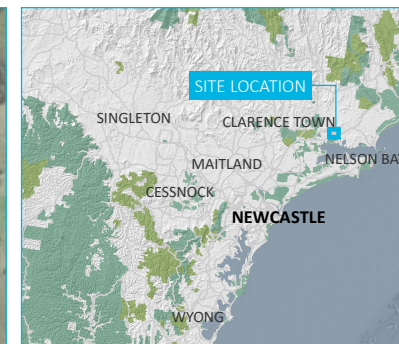 SITE LOCATION
SINGLETON
CLARENCE TOWN
MAITLAND
NELSON BA
CESSNOCK
NEWCASTLE
WYONG